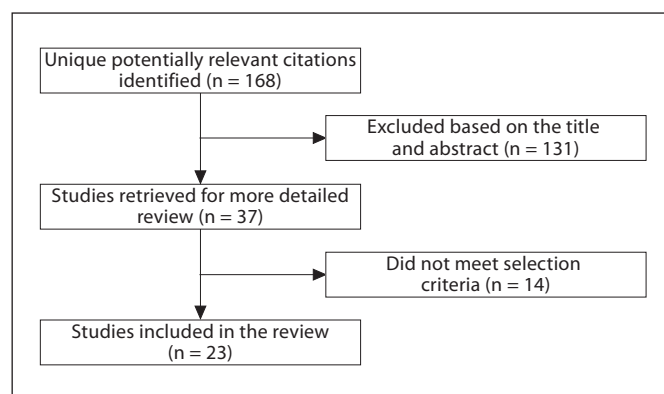 Unique potentially relevant citations
identified (n = 168)
Excluded based on the title
and abstract (n = 131)
Studies retrieved for more detailed
review (n = 37)
Did not meet selection
criteria (n = 14)
Studies included in the review
(n = 23)